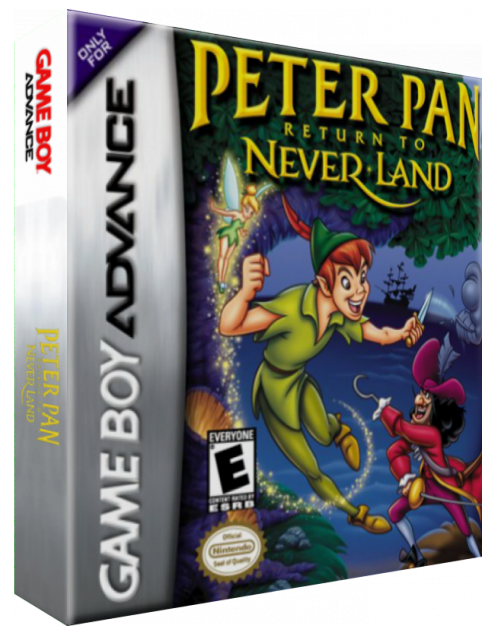 GAME BOY
ADVANCE
PETER PAN
NEVER LAND
ONLY
FOR
GAME BOY ADVANCE
PETER PAN
RETURN TO
NEVER·LAND
EVERYONE
E
CONTENT RATED BY
ESRB
Official
Nintendo
Seal of Quality